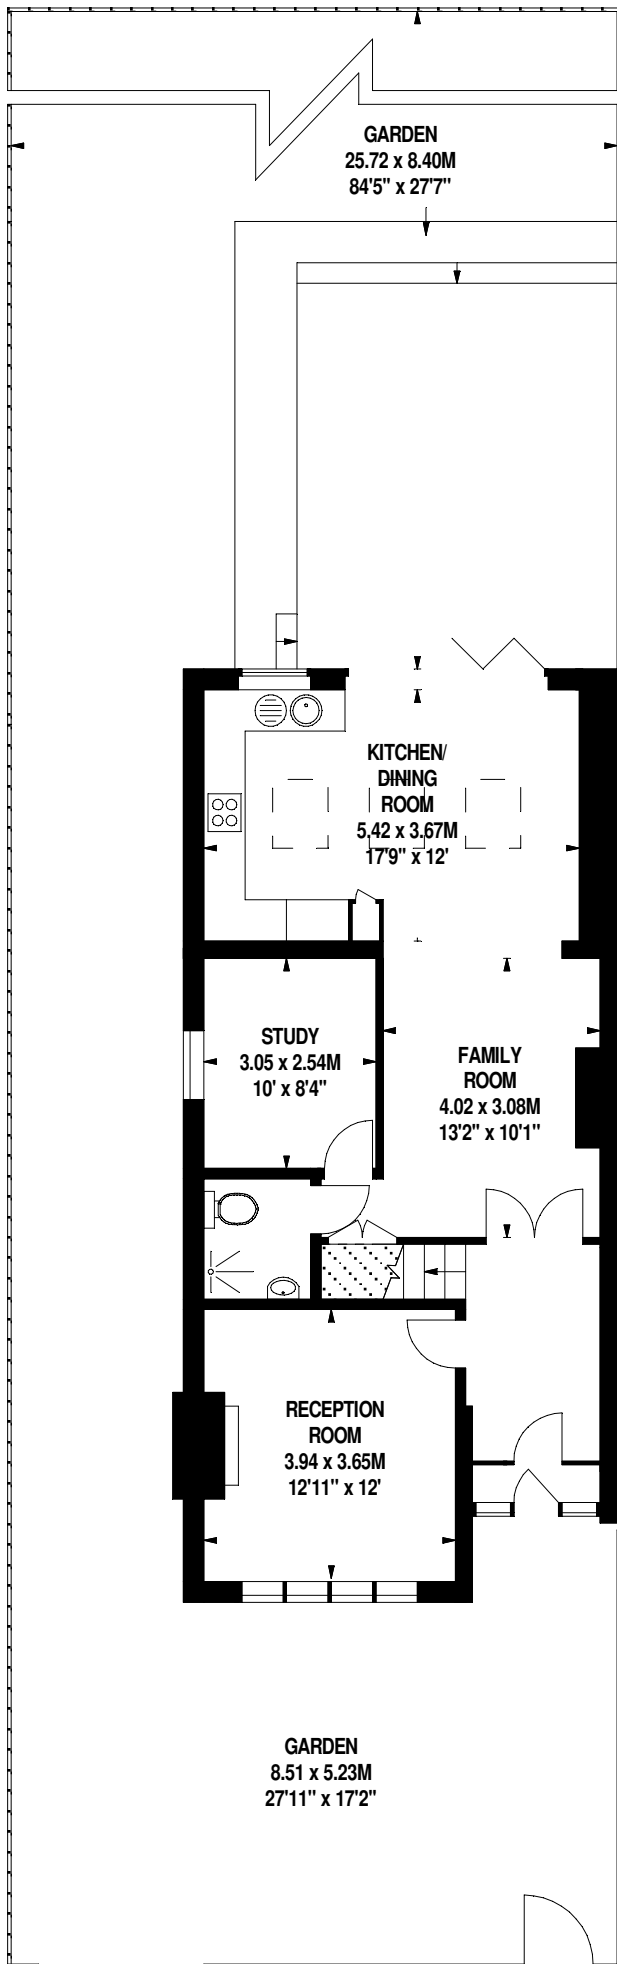 GARDEN
25.72 x 8.40M
84'5" x 27'7"
KITCHEN/
DINING
ROOM
5.42 x 3.67M
17'9" x 12'
STUDY
3.05 x 2.54M
10' x 8'4"
FAMILY
ROOM
4.02 x 3.08M
13'2" x 10'1"
RECEPTION
ROOM
3.94 x 3.65M
12'11" x 12'
GARDEN
8.51 x 5.23M
27'11" x 17'2"